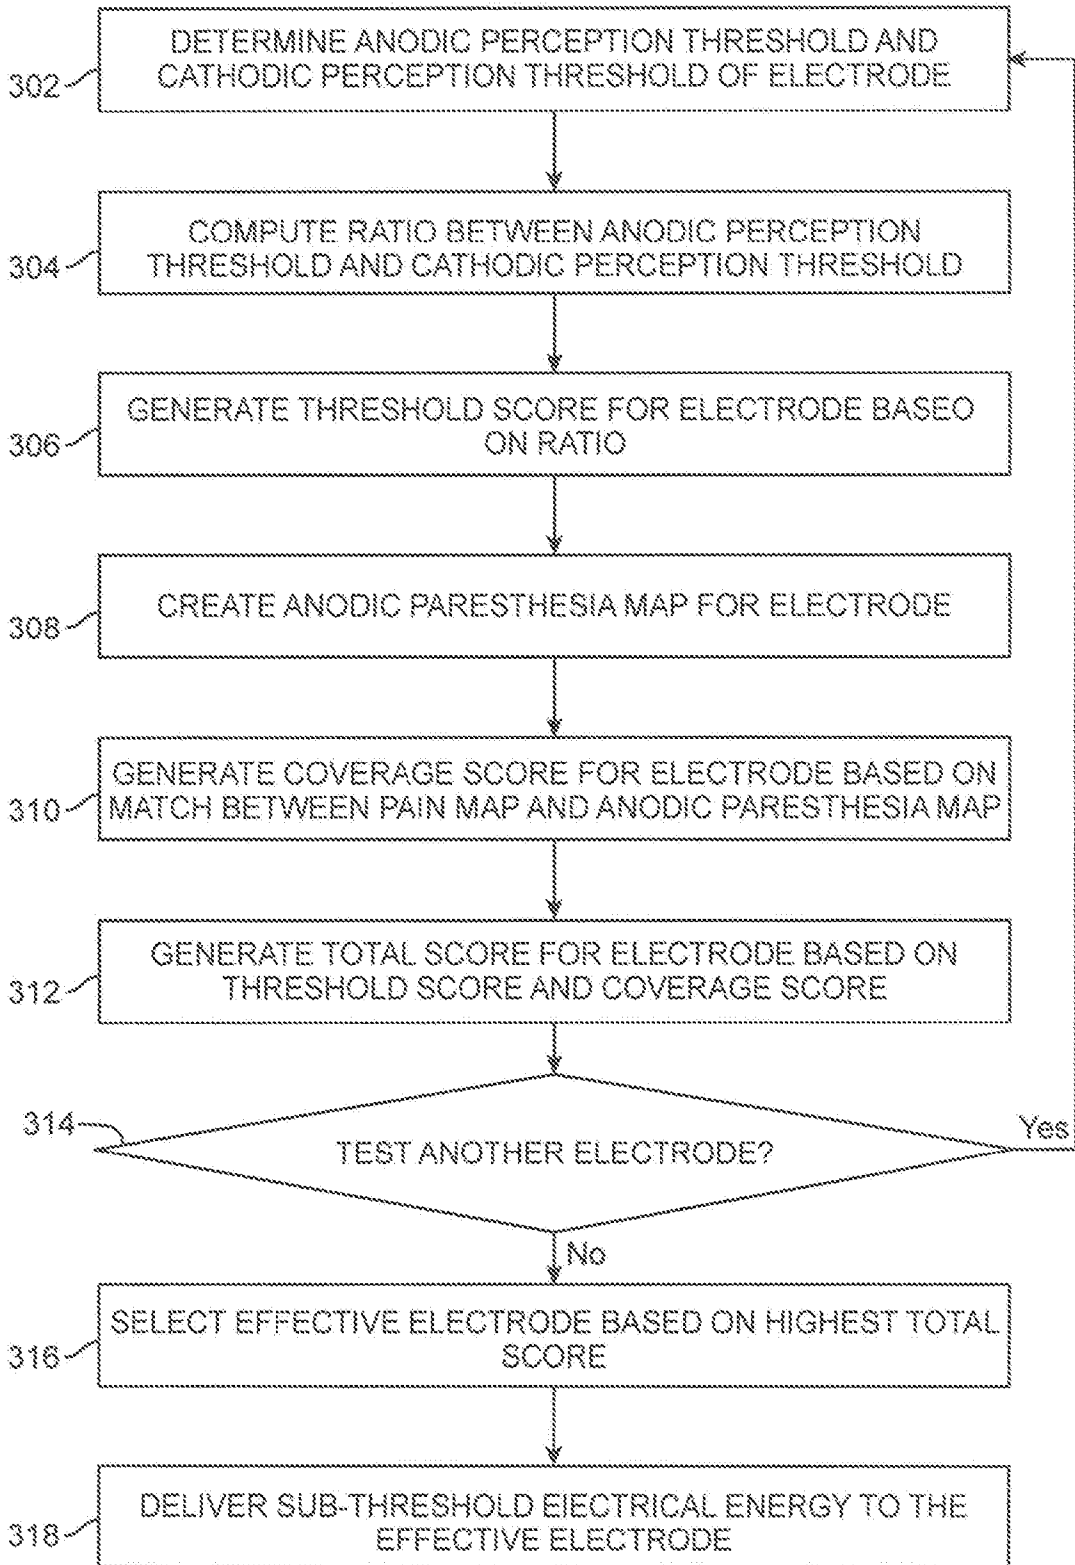 DETERMINE ANODIC PERCEPTION THRESHOLD AND
CATHODIC PERCEPTION THRESHOLD OF ELECTRODE
302
COMPUTE RATIO BETWEEN ANODIC PERCEPTION
THRESHOLD AND CATHODIC PERCEPTION THRESHOLD
304
GENERATE THRESHOLD SCORE FOR ELECTRODE BASEO
ON RATIO
306
CREATE ANODIC PARESTHESIA MAP FOR ELECTRODE
308
GENERATE COVERAGE SCORE FOR ELECTRODE BASED ON
MATCH BETWEEN PAIN MAP AND ANODIC PARESTHESIA MAP
310
GENERATE TOTAL SCORE FOR ELECTRODE BASED ON
THRESHOLD SCORE AND COVERAGE SCORE
312
314
TEST ANOTHER ELECTRODE?
Yes
No
SELECT EFFECTIVE ELECTRODE BASED ON HIGHEST TOTAL
SCORE
316
DELIVER SUB-THRESHOLD EIECTRICAL ENERGY TO THE
EFFECTIVE ELECTRODE
318